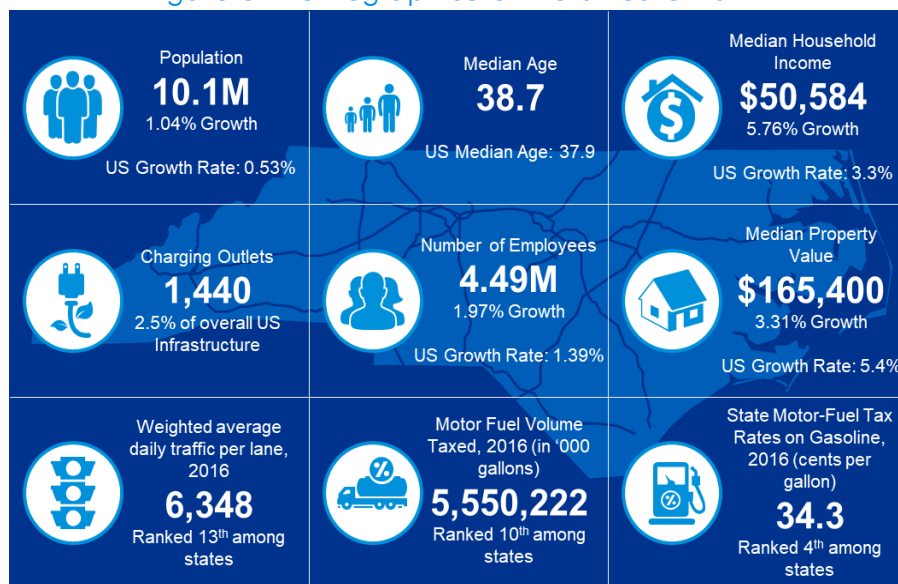 Population
10.1M
1.04% Growth
US Growth Rate: 0.53%
Median Age
38.7
US Median Age: 37.9
Median Household
Income
$50,584
5.76% Growth
US Growth Rate: 3.3%
Charging Outlets
1,440
2.5% of overall US
Infrastructure
Number of Employees
4.49M
1.97% Growth
US Growth Rate: 1.39%
Median Property
Value
$165,400
3.31% Growth
US Growth Rate: 5.4%
Weighted average
daily traffic per lane,
2016
6,348
Ranked 13th among
states
Motor Fuel Volume
Taxed, 2016 (in '000
gallons)
5,550,222
Ranked 10th among
states
State Motor-Fuel Tax
Rates on Gasoline,
2016 (cents per
gallon)
34.3
Ranked 4th among
states